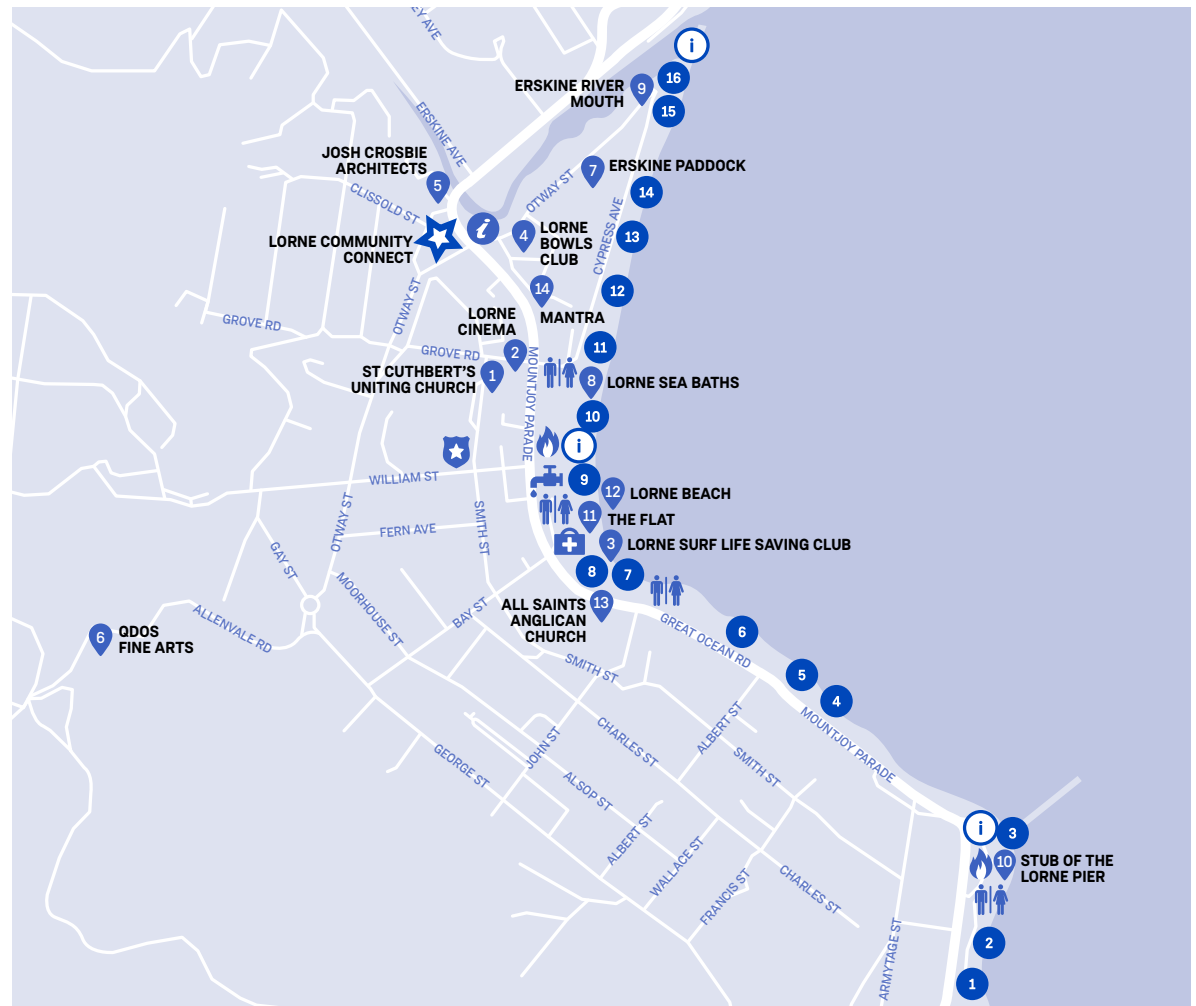 EY AVE
i
16
ERSKINE RIVER
MOUTH
9
15
ERSKINE AVE
JOSH CROSBIE
ARCHITECTS
5
7
ERSKINE PADDOCK
OTWAY ST
14
CLISSOLD ST
CYPRESS AVE
LORNE COMMUNITY
CONNECT
i
4
LORNE
BOWLS
CLUB
13
OTWAY ST
14
MANTRA
12
GROVE RD
LORNE
CINEMA
2
GROVE RD
MOUNTJOY PARADE
11
ST CUTHBERT'S
UNITING CHURCH
1
8
LORNE SEA BATHS
10
i
WILLIAM ST
9
12
LORNE BEACH
OTWAY ST
FERN AVE
SMITH ST
11
THE FLAT
3
LORNE SURF LIFE SAVING CLUB
GAY ST
8
7
MOORHOUSE ST
BAY ST
ALL SAINTS
ANGLICAN
CHURCH
13
ALLENVALE RD
6
QDOS
FINE ARTS
GREAT OCEAN RD
6
SMITH ST
5
4
MOUNTJOY PARADE
GEORGE ST
JOHN ST
CHARLES ST
ALBERT ST
SMITH ST
ALSOP ST
ALBERT ST
WALLACE ST
FRANCIS ST
CHARLES ST
i
3
10
STUB OF THE
LORNE PIER
ARMYTAGE ST
2
1